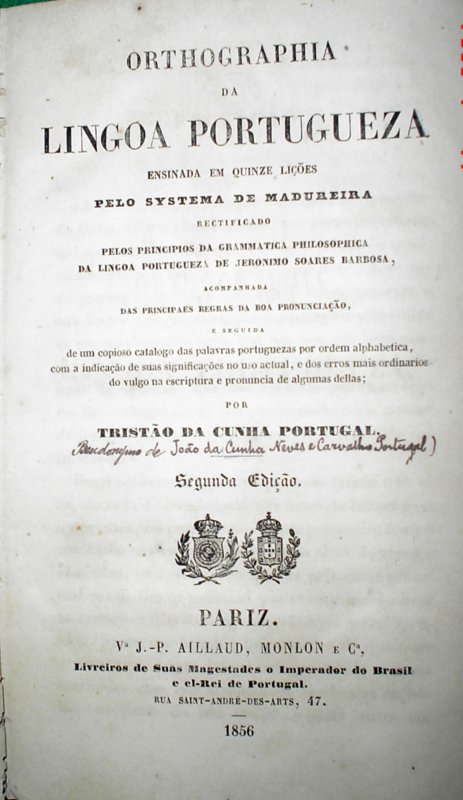 ORTHOGRAPHIA
DA
LINGOA PORTUGUEZA
ENSINADA EM QUINZE LIÇÕES
PELO SYSTEMA DE MADUREIRA
RECTIFICADO
PELOS PRINCIPIOS DA GRAMMATICA PHILOSOPHICA
DA LINGOA PORTUGUEZA DE JERONIMO SOARES BARBOSA,
ACOMPANHADA
DAS PRINCIPAES REGRAS DA BOA PRONUNCIAÇÃO,
E SEGUIDA
de um copioso catalogo das palavras portuguezas por ordem alphabetica,
com a indicação de suas significações no uso actual, e dos erros mais ordinarios
do vulgo na escriptura e pronuncia de algumas dellas;
POR
TRISTÃO DA CUNHA PORTUGAL.
Pseudonymo de João da Cunha Neves e Carvalho Portugal)
Segunda Edição.
PARIZ.
Vª J.-P. AILLAUD, MONLON E Cª,
Livreiros de Suas Magestades o Imperador do Brasil
e el-Rei de Portugal.
RUA SAINT-ANDRÉ-DES-ARTS, 47.
1856